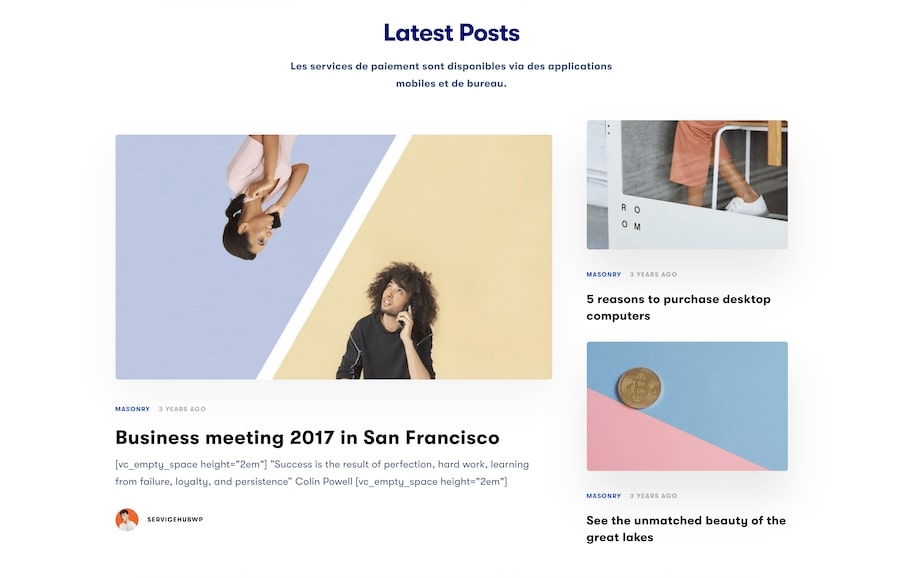 Latest Posts
Les services de paiement sont disponibles via des applications
mobiles et de bureau.
MASONRY 3 YEARS AGO
Business meeting 2017 in San Francisco
[vc_empty_space height="2em"] "Success is the result of perfection, hard work, learning
from failure, loyalty, and persistence" Colin Powell [vc_empty_space height="2em"]
SERVICEHUBWP
R O
O M
MASONRY 3 YEARS AGO
5 reasons to purchase desktop
computers
MASONRY 3 YEARS AGO
See the unmatched beauty of the
great lakes